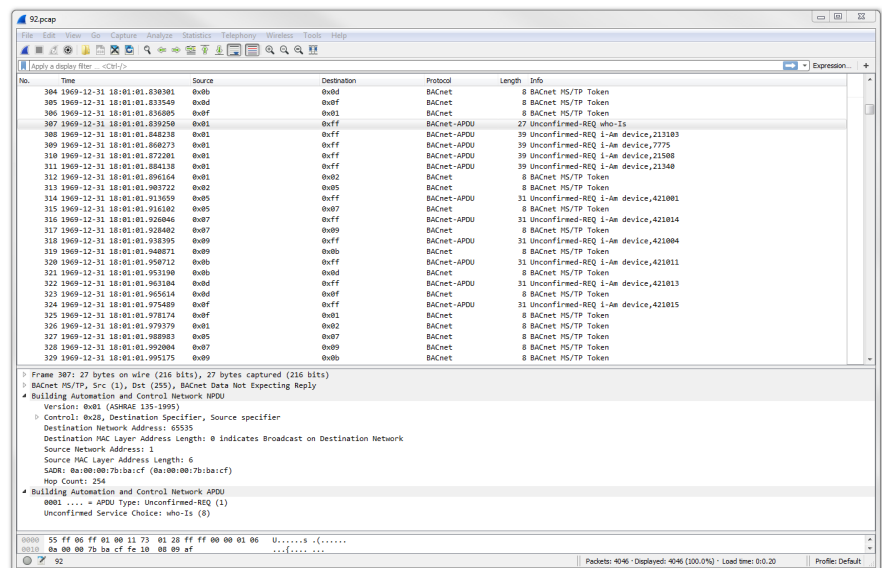 92.pcap
File Edit View Go Capture Analyze Statistics Telephony Wireless Tools Help
Apply a display filter ... <Ctrl-/> Expression... +
No. Time Source Destination Protocol Length Info
304 1969-12-31 18:01:01.830301 0x0b 0x0d BACnet 8 BACnet MS/TP Token
305 1969-12-31 18:01:01.833549 0x0d 0x0f BACnet 8 BACnet MS/TP Token
306 1969-12-31 18:01:01.836805 0x0f 0x01 BACnet 8 BACnet MS/TP Token
307 1969-12-31 18:01:01.839250 0x01 0xff BACnet-APDU 27 Unconfirmed-REQ who-Is
308 1969-12-31 18:01:01.848238 0x01 0xff BACnet-APDU 39 Unconfirmed-REQ i-Am device,213103
309 1969-12-31 18:01:01.860273 0x01 0xff BACnet-APDU 39 Unconfirmed-REQ i-Am device,7775
310 1969-12-31 18:01:01.872201 0x01 0xff BACnet-APDU 39 Unconfirmed-REQ i-Am device,21508
311 1969-12-31 18:01:01.884138 0x01 0xff BACnet-APDU 39 Unconfirmed-REQ i-Am device,21340
312 1969-12-31 18:01:01.896164 0x01 0x02 BACnet 8 BACnet MS/TP Token
313 1969-12-31 18:01:01.903722 0x02 0x05 BACnet 8 BACnet MS/TP Token
314 1969-12-31 18:01:01.913659 0x05 0xff BACnet-APDU 31 Unconfirmed-REQ i-Am device,421001
315 1969-12-31 18:01:01.916102 0x05 0x07 BACnet 8 BACnet MS/TP Token
316 1969-12-31 18:01:01.926046 0x07 0xff BACnet-APDU 31 Unconfirmed-REQ i-Am device,421014
317 1969-12-31 18:01:01.928402 0x07 0x09 BACnet 8 BACnet MS/TP Token
318 1969-12-31 18:01:01.938395 0x09 0xff BACnet-APDU 31 Unconfirmed-REQ i-Am device,421004
319 1969-12-31 18:01:01.940871 0x09 0x0b BACnet 8 BACnet MS/TP Token
320 1969-12-31 18:01:01.950712 0x0b 0xff BACnet-APDU 31 Unconfirmed-REQ i-Am device,421011
321 1969-12-31 18:01:01.953190 0x0b 0x0d BACnet 8 BACnet MS/TP Token
322 1969-12-31 18:01:01.963104 0x0d 0xff BACnet-APDU 31 Unconfirmed-REQ i-Am device,421013
323 1969-12-31 18:01:01.965614 0x0d 0x0f BACnet 8 BACnet MS/TP Token
324 1969-12-31 18:01:01.975489 0x0f 0xff BACnet-APDU 31 Unconfirmed-REQ i-Am device,421015
325 1969-12-31 18:01:01.978174 0x0f 0x01 BACnet 8 BACnet MS/TP Token
326 1969-12-31 18:01:01.979379 0x01 0x02 BACnet 8 BACnet MS/TP Token
327 1969-12-31 18:01:01.988983 0x05 0x07 BACnet 8 BACnet MS/TP Token
328 1969-12-31 18:01:01.992004 0x07 0x09 BACnet 8 BACnet MS/TP Token
329 1969-12-31 18:01:01.995175 0x09 0x0b BACnet 8 BACnet MS/TP Token
Frame 307: 27 bytes on wire (216 bits), 27 bytes captured (216 bits)
BACnet MS/TP, Src (1), Dst (255), BACnet Data Not Expecting Reply
Building Automation and Control Network NPDU
Version: 0x01 (ASHRAE 135-1995)
Control: 0x28, Destination Specifier, Source specifier
Destination Network Address: 65535
Destination MAC Layer Address Length: 0 indicates Broadcast on Destination Network
Source Network Address: 1
Source MAC Layer Address Length: 6
SADR: 0a:00:00:7b:ba:cf (0a:00:00:7b:ba:cf)
Hop Count: 254
Building Automation and Control Network APDU
0001 .... = APDU Type: Unconfirmed-REQ (1)
Unconfirmed Service Choice: who-Is (8)
0000 55 ff 06 ff 01 00 11 73 01 28 ff ff 00 00 01 06 U......s .(......
0010 0a 00 00 7b ba cf fe 10 08 09 af ...{.... ...
92 Packets: 4046 · Displayed: 4046 (100.0%) · Load time: 0:0.20 Profile: Default